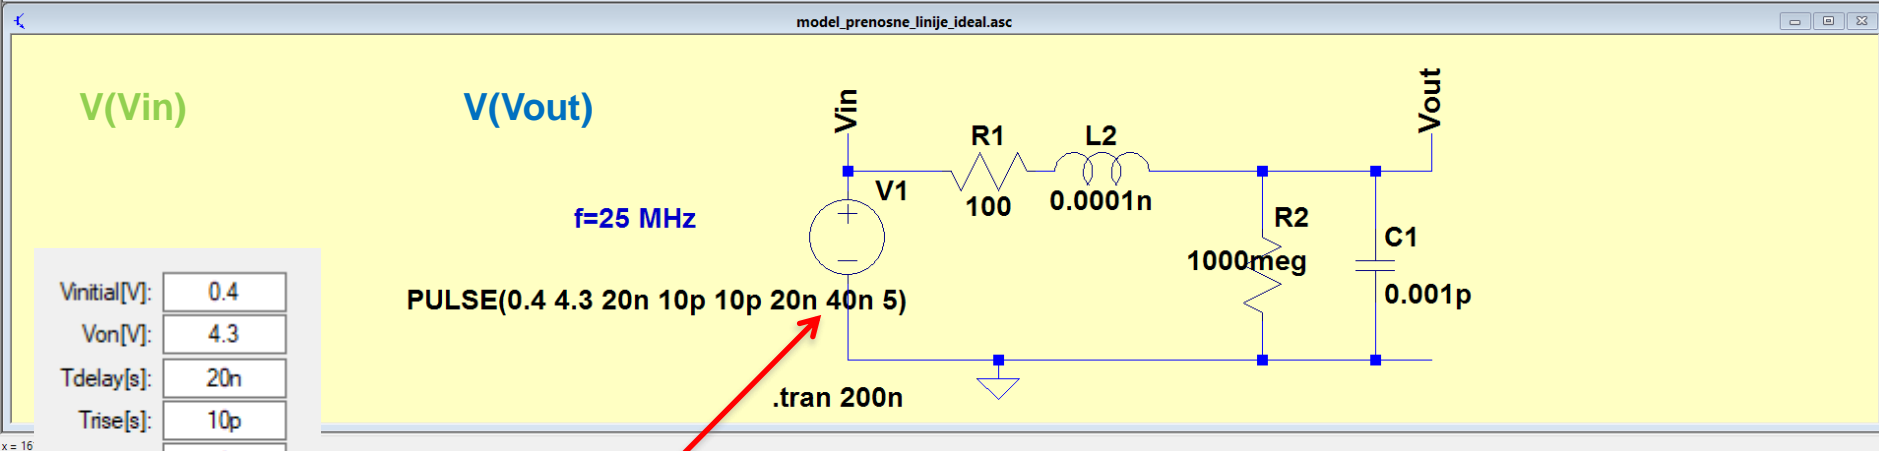 model_prenosne_linije_ideal.asc
V(Vin)
V(Vout)
Vin
Vout
R1
L2
V1
100
0.0001n
f=25 MHz
R2
1000meg
C1
0.001p
PULSE(0.4 4.3 20n 10p 10p 20n 40n 5)
.tran 200n
Vinitial[V]: 0.4
Von[V]: 4.3
Tdelay[s]: 20n
Trise[s]: 10p
x = 16